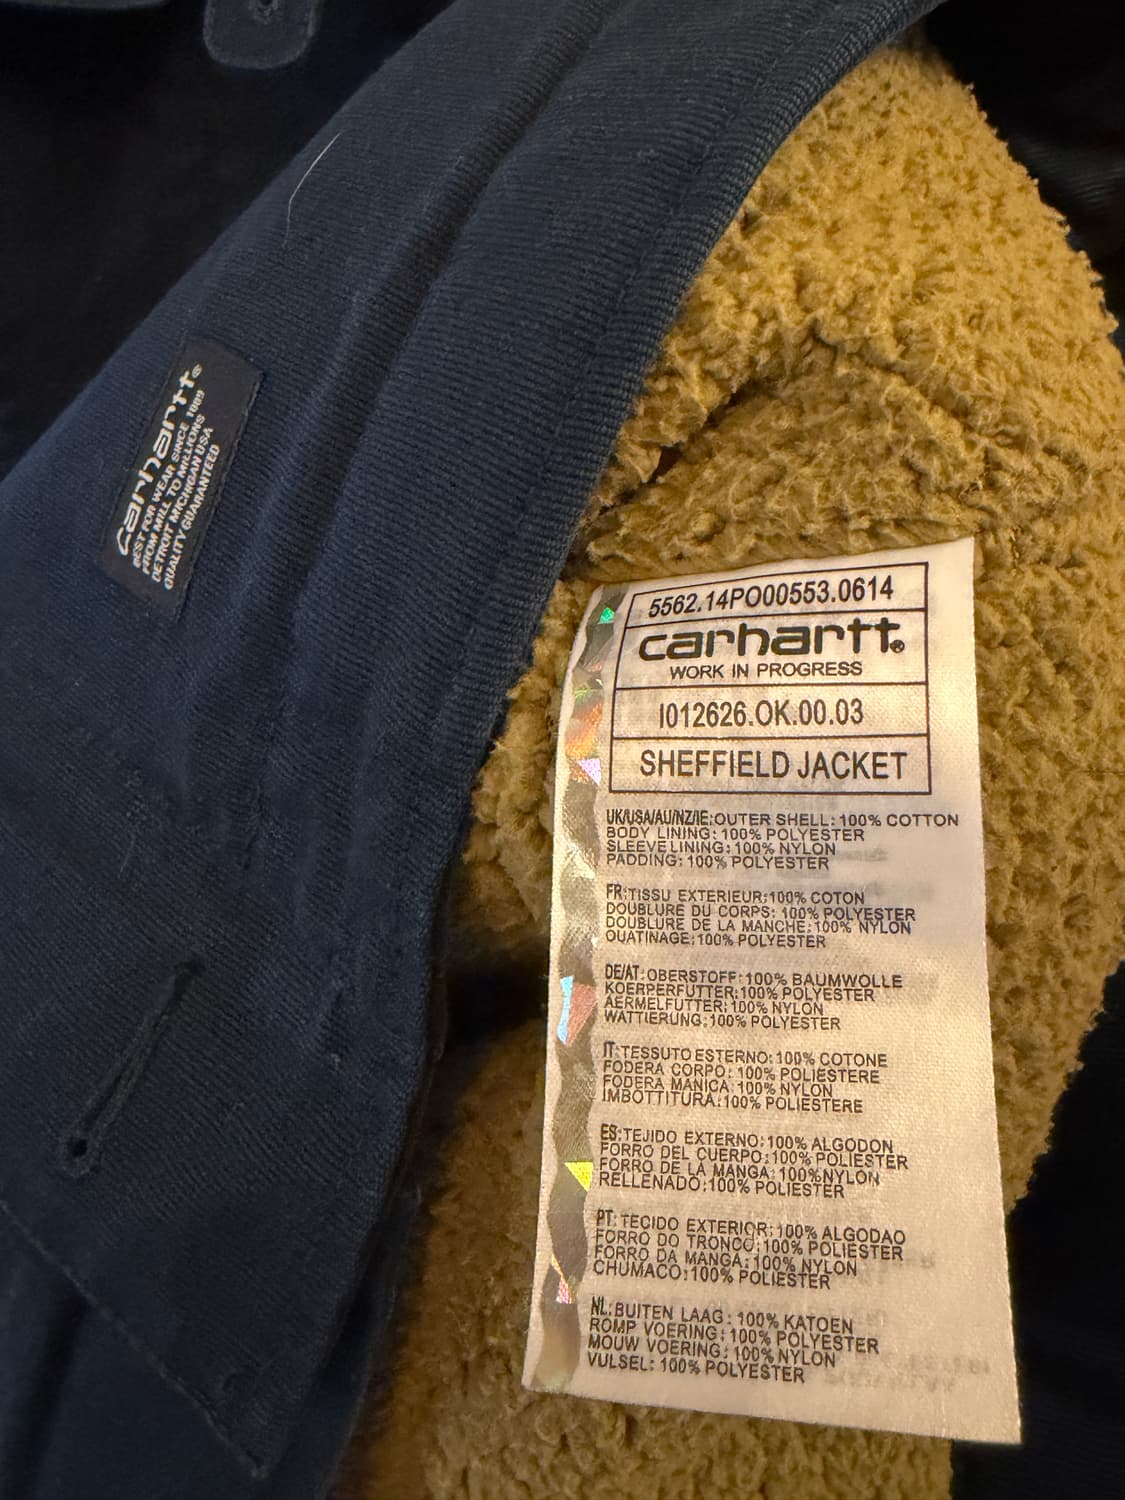 carhartt®
BEST FOR WEAR SINCE 1889
FROM MILL TO MILLIONS
DETROIT MICHIGAN USA
QUALITY GUARANTEED
5562.14PO00553.0614
carhartt®
WORK IN PROGRESS
I012626.OK.00.03
SHEFFIELD JACKET
UK/USA/AU/NZ/IE:OUTER SHELL: 100% COTTON
BODY LINING: 100% POLYESTER
SLEEVE LINING: 100% NYLON
PADDING: 100% POLYESTER
FR:TISSU EXTERIEUR:100% COTON
DOUBLURE DU CORPS: 100% POLYESTER
DOUBLURE DE LA MANCHE:100% NYLON
OUATINAGE:100% POLYESTER
DE/AT:OBERSTOFF:100% BAUMWOLLE
KOERPERFUTTER:100% POLYESTER
AERMELFUTTER:100% NYLON
WATTIERUNG:100% POLYESTER
IT:TESSUTO ESTERNO:100% COTONE
FODERA CORPO:100% POLIESTERE
FODERA MANICA:100% NYLON
IMBOTTITURA:100% POLIESTERE
ES:TEJIDO EXTERNO:100% ALGODON
FORRO DEL CUERPO:100% POLIESTER
FORRO DE LA MANGA:100%NYLON
RELLENADO:100% POLIESTER
PT:TECIDO EXTERIOR:100% ALGODAO
FORRO DO TRONCO:100% POLIESTER
FORRO DA MANGA:100% NYLON
CHUMACO:100% POLIESTER
NL:BUITEN LAAG: 100% KATOEN
ROMP VOERING: 100% POLYESTER
MOUW VOERING: 100% NYLON
VULSEL: 100% POLYESTER